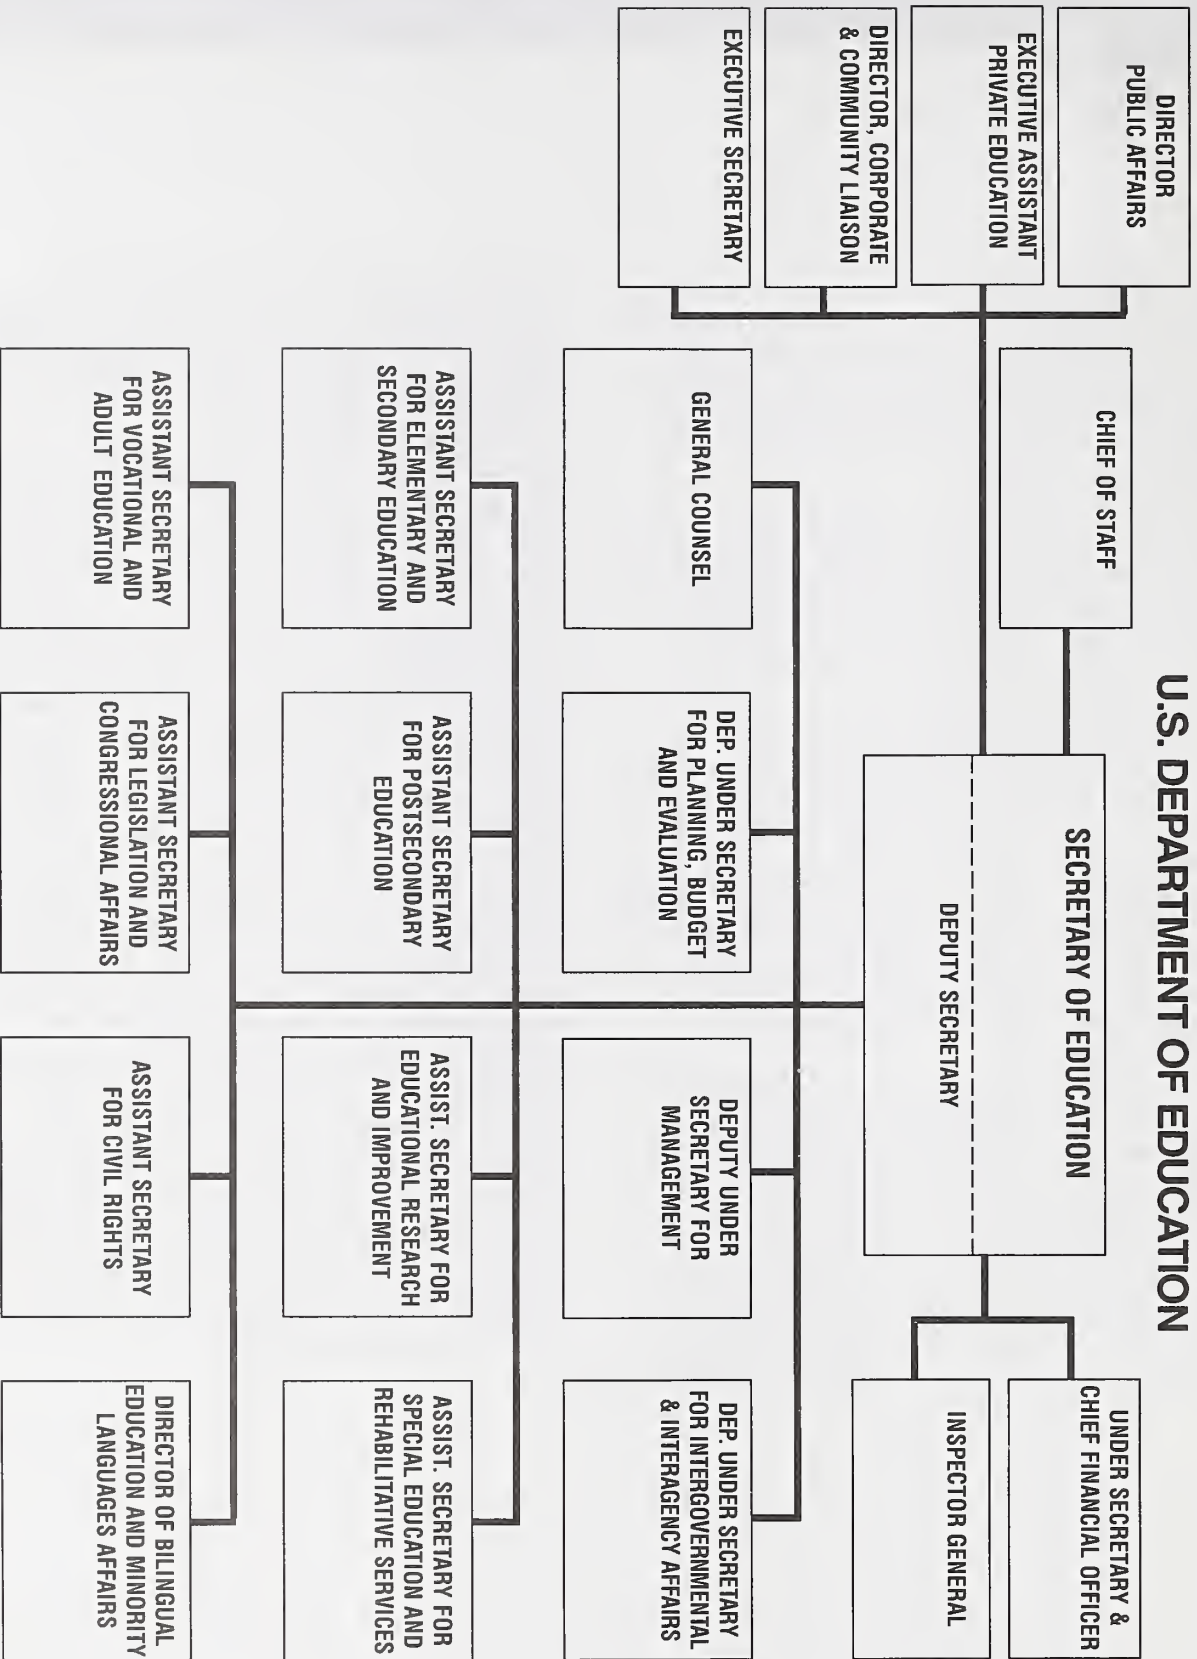 U.S. DEPARTMENT OF EDUCATION
DIRECTOR
PUBLIC AFFAIRS
EXECUTIVE ASSISTANT
PRIVATE EDUCATION
DIRECTOR, CORPORATE
& COMMUNITY LIAISON
EXECUTIVE SECRETARY
CHIEF OF STAFF
SECRETARY OF EDUCATION
DEPUTY SECRETARY
UNDER SECRETARY &
CHIEF FINANCIAL OFFICER
INSPECTOR GENERAL
GENERAL COUNSEL
DEP. UNDER SECRETARY
FOR PLANNING, BUDGET
AND EVALUATION
DEPUTY UNDER
SECRETARY FOR
MANAGEMENT
DEP. UNDER SECRETARY
FOR INTERGOVERNMENTAL
& INTERAGENCY AFFAIRS
ASSISTANT SECRETARY
FOR ELEMENTARY AND
SECONDARY EDUCATION
ASSISTANT SECRETARY
FOR POSTSECONDARY
EDUCATION
ASSIST. SECRETARY FOR
EDUCATIONAL RESEARCH
AND IMPROVEMENT
ASSIST. SECRETARY FOR
SPECIAL EDUCATION AND
REHABILITATIVE SERVICES
ASSISTANT SECRETARY
FOR VOCATIONAL AND
ADULT EDUCATION
ASSISTANT SECRETARY
FOR LEGISLATION AND
CONGRESSIONAL AFFAIRS
ASSISTANT SECRETARY
FOR CIVIL RIGHTS
DIRECTOR OF BILINGUAL
EDUCATION AND MINORITY
LANGUAGES AFFAIRS